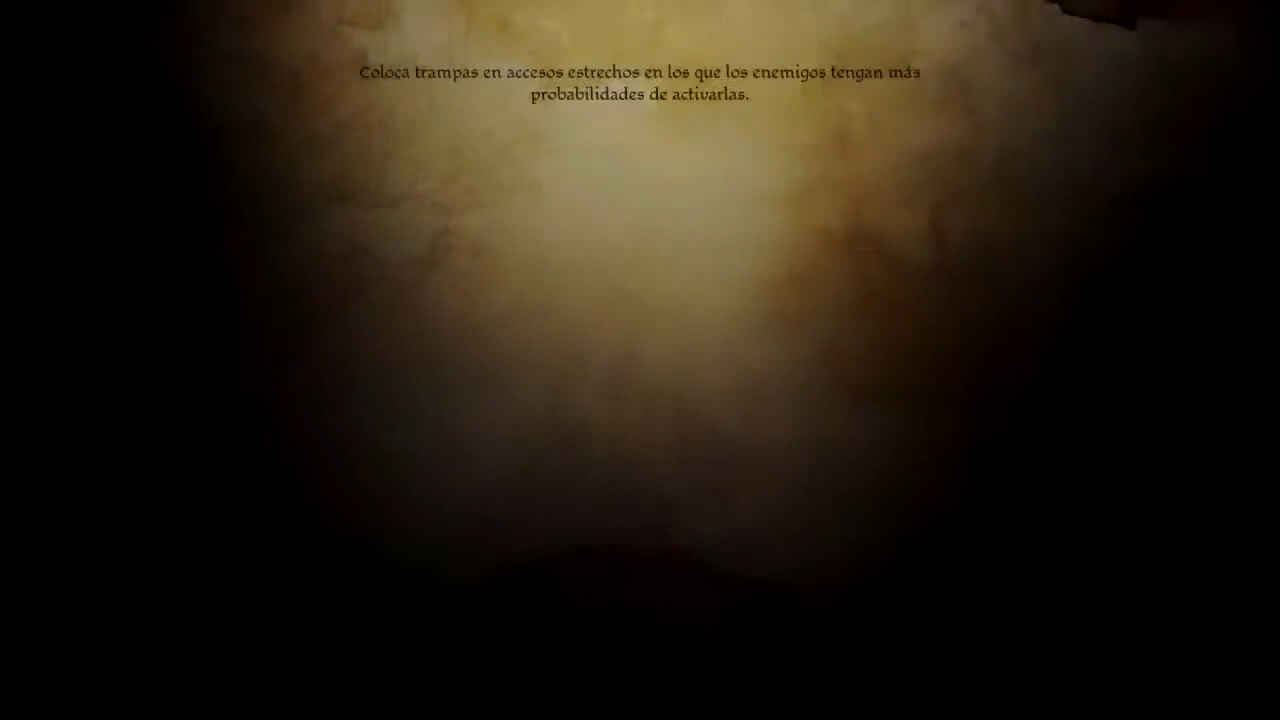 Coloca trampas en accesos estrechos en los que los enemigos tengan más
probabilidades de activarlas.